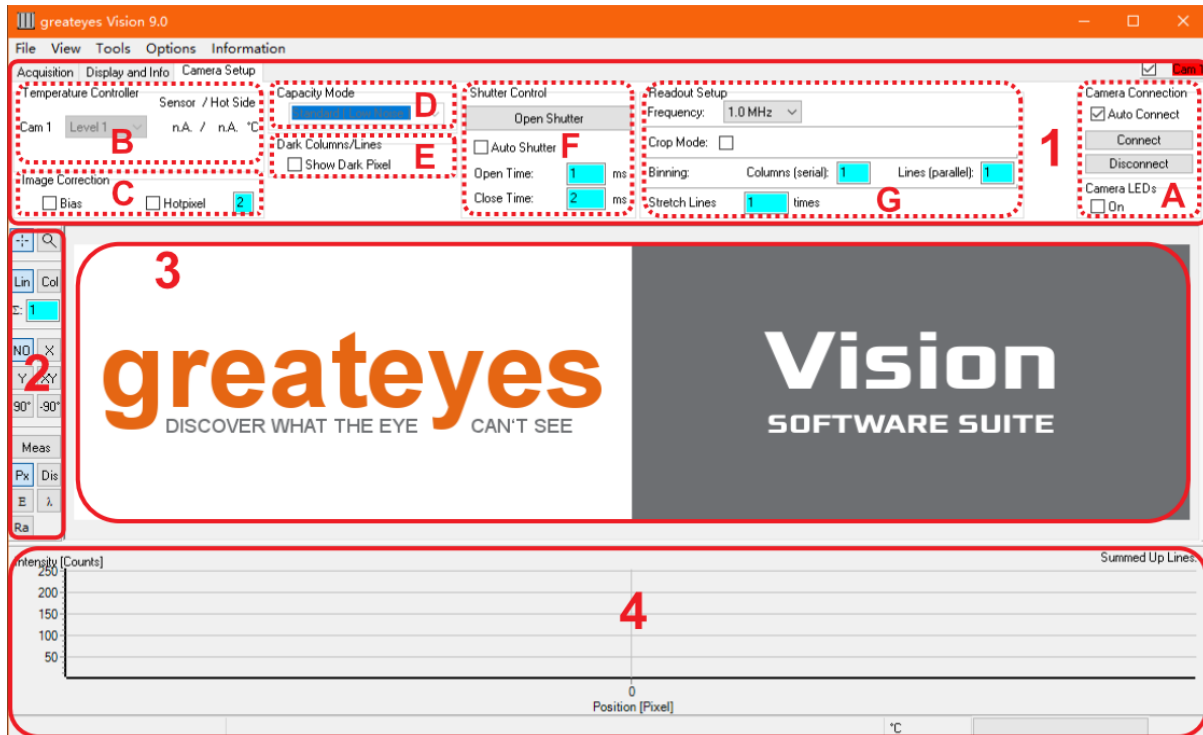 greateyes Vision 9.0
File View Tools Options Information
Acquisition Display and Info Camera Setup Cam 1
Temperature Controller Capacity Mode Shutter Control Readout Setup Camera Connection
Sensor / Hot Side
Cam 1 Level 1 n.A. / n.A. °C
B
D
Open Shutter
Frequency: 1.0 MHz
Auto Connect
1
Dark Columns/Lines
Show Dark Pixel
E
Auto Shutter
F
Crop Mode:
Connect
Image Correction
Bias
C
Hotpixel 2
Open Time: 1 ms
Close Time: 2 ms
Binning: Columns (serial): 1 Lines (parallel): 1
Stretch Lines 1 times
G
Disconnect
Camera LEDs
On
A
Lin Col
Σ: 1
NO X
2
Y XY
90° -90°
Meas
Px Dis
E λ
Ra
3
greateyes
DISCOVER WHAT THE EYE CAN'T SEE
Vision
SOFTWARE SUITE
Intensity [Counts] Summed Up Lines:
250
200
150
100
50
4
0
Position [Pixel]
°C